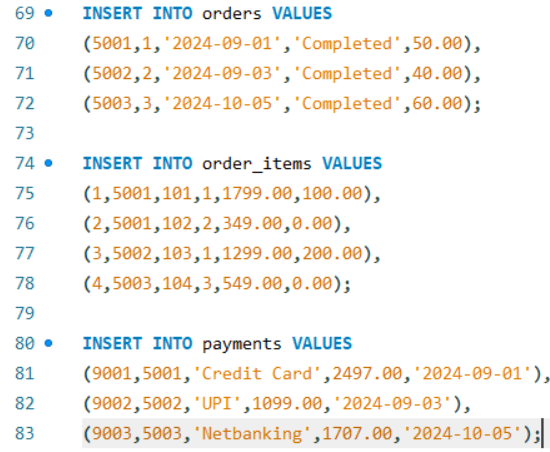 69 INSERT INTO orders VALUES
70 (5001,1,'2024-09-01','Completed',50.00),
71 (5002,2,'2024-09-03','Completed',40.00),
72 (5003,3,'2024-10-05','Completed',60.00);
73
74 INSERT INTO order_items VALUES
75 (1,5001,101,1,1799.00,100.00),
76 (2,5001,102,2,349.00,0.00),
77 (3,5002,103,1,1299.00,200.00),
78 (4,5003,104,3,549.00,0.00);
79
80 INSERT INTO payments VALUES
81 (9001,5001,'Credit Card',2497.00,'2024-09-01'),
82 (9002,5002,'UPI',1099.00,'2024-09-03'),
83 (9003,5003,'Netbanking',1707.00,'2024-10-05');